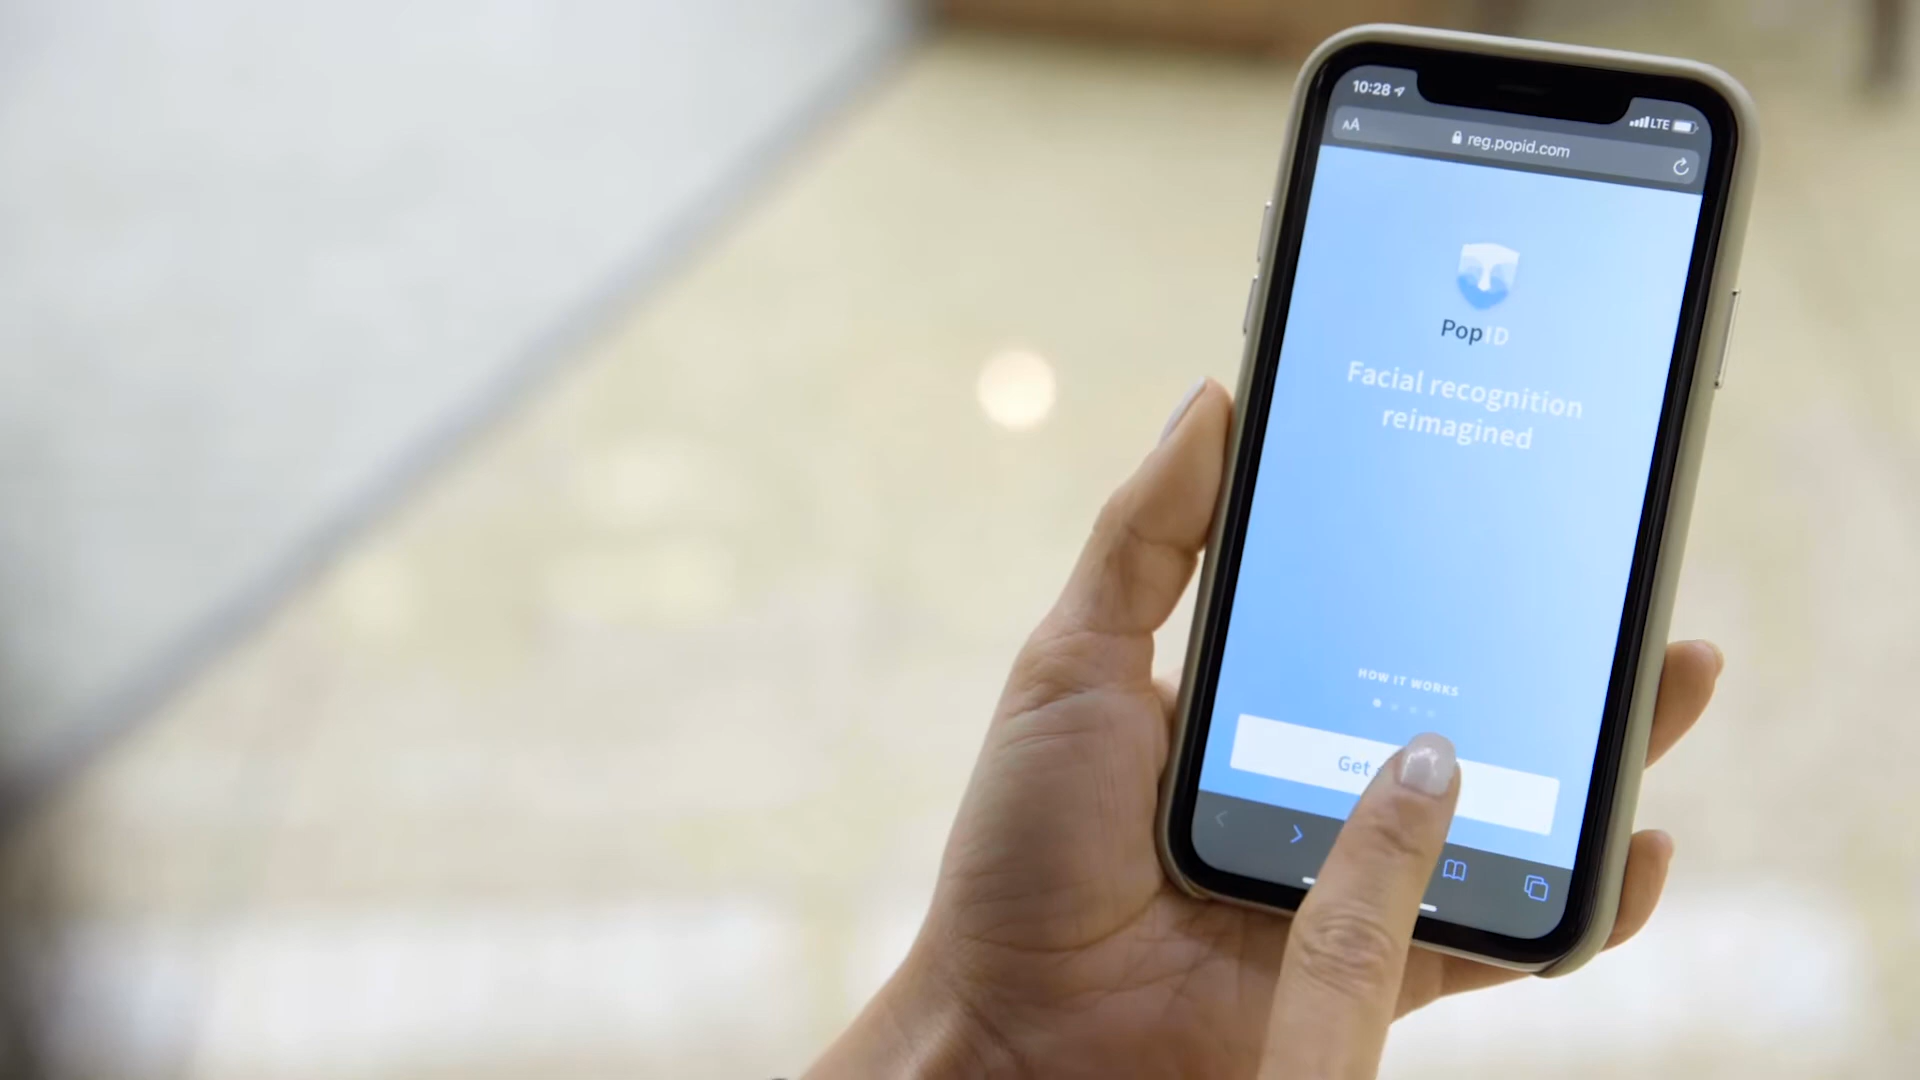 10:28
LTE
AA
reg.popid.com
PopID
Facial recognition
reimagined
HOW IT WORKS
Get